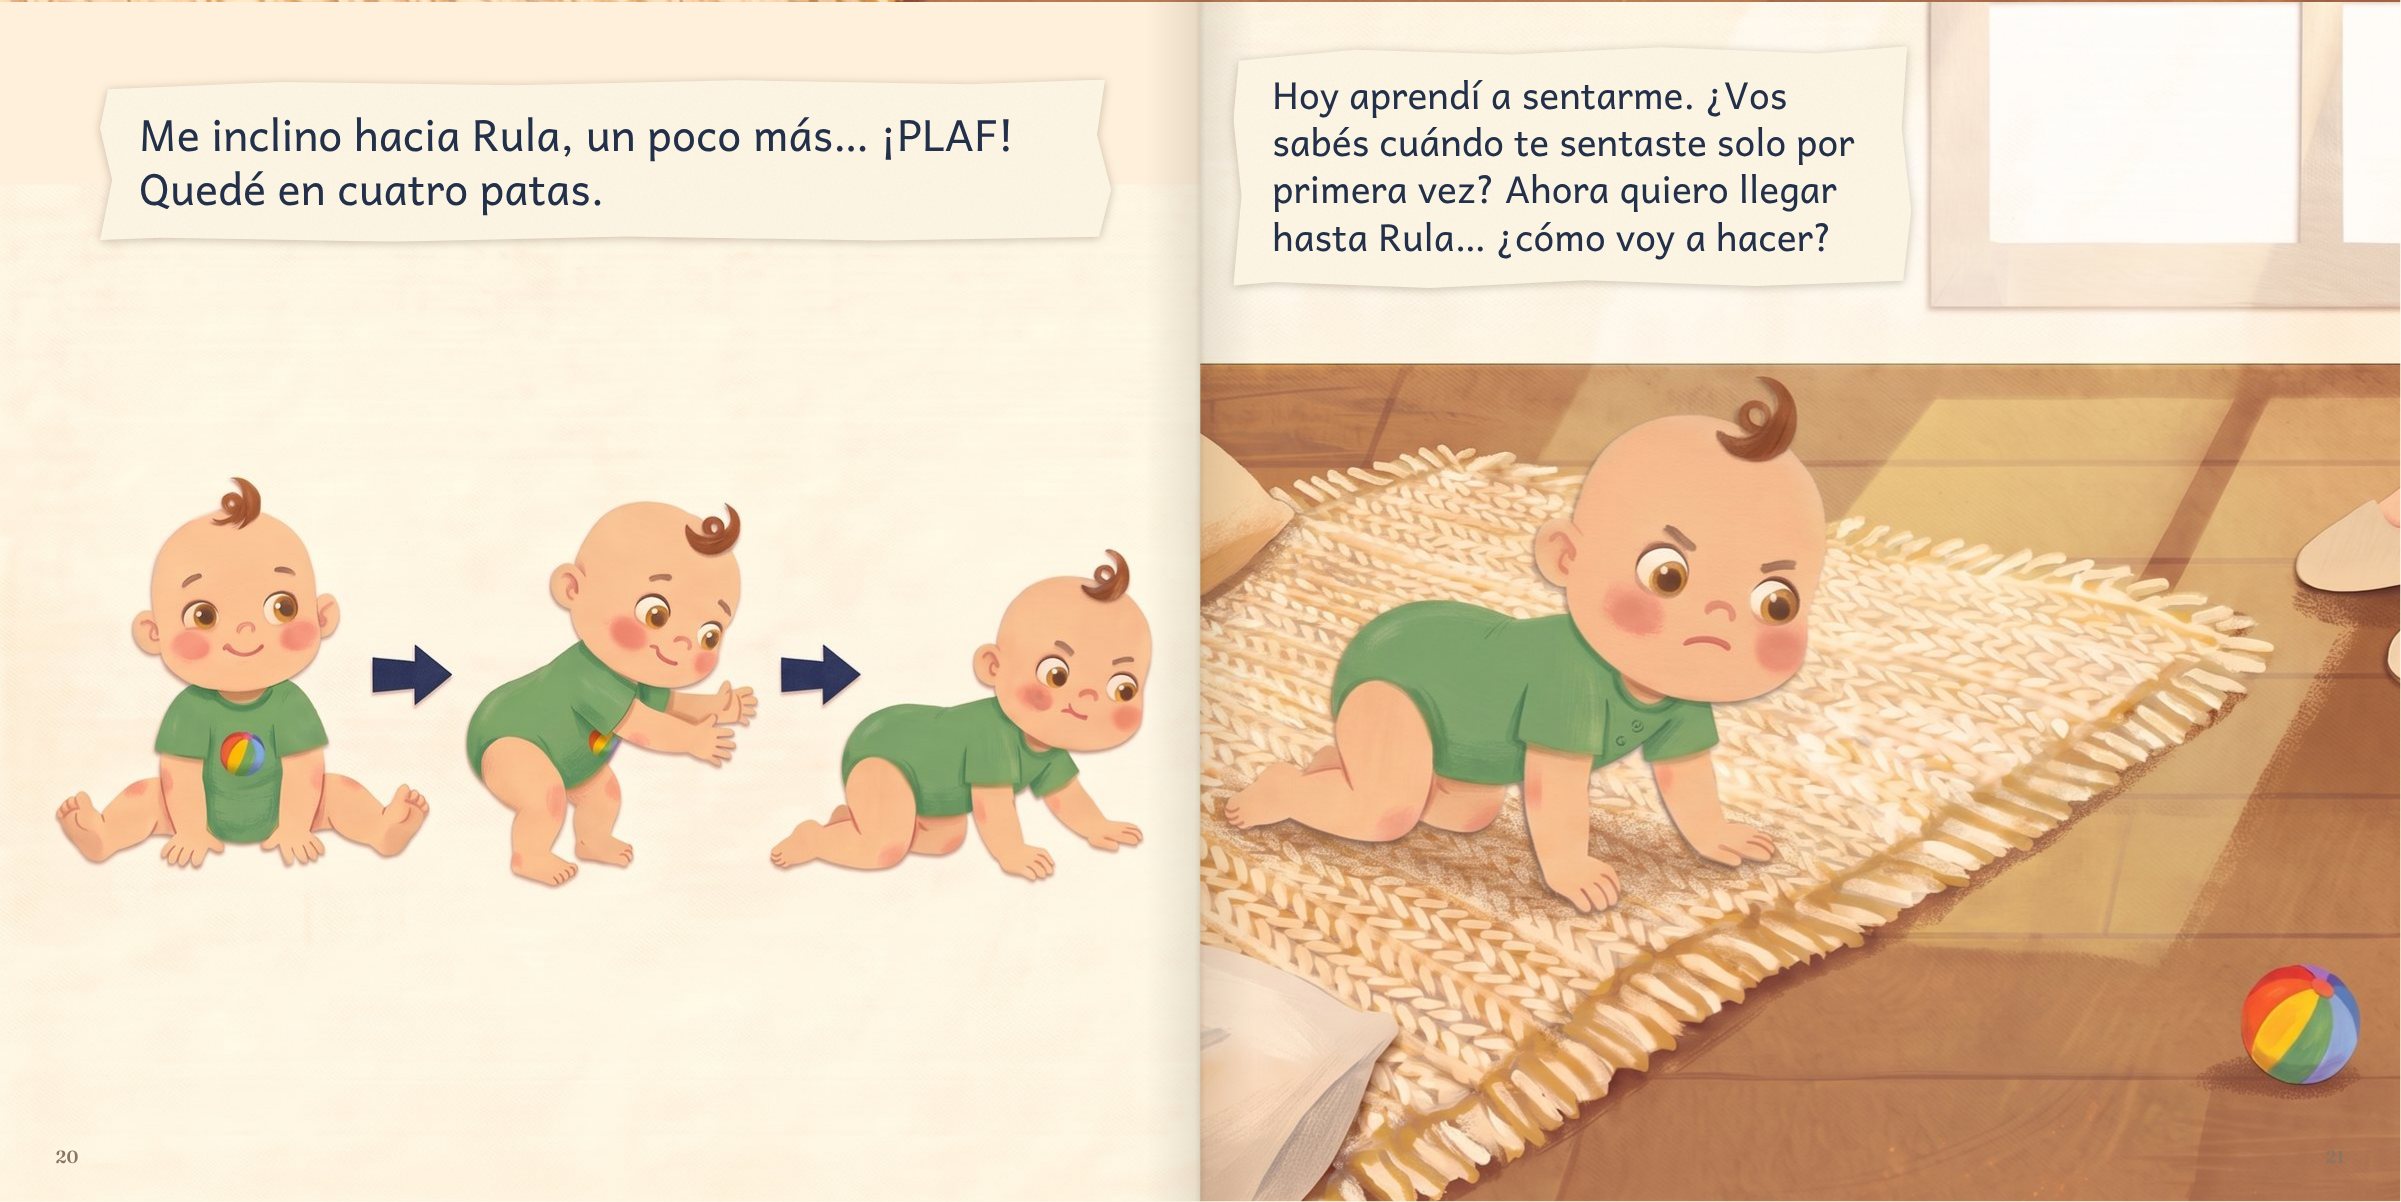 Me inclino hacia Rula, un poco más... ¡PLAF!
Quedé en cuatro patas.
20
Hoy aprendí a sentarme. ¿Vos
sabés cuándo te sentaste solo por
primera vez? Ahora quiero llegar
hasta Rula... ¿cómo voy a hacer?
21